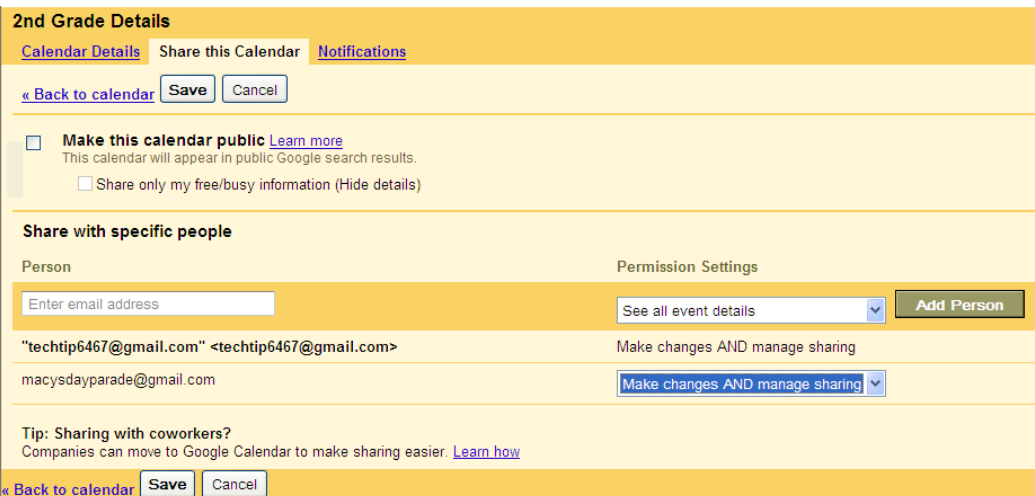 2nd Grade Details
Calendar Details Share this Calendar Notifications
« Back to calendar Save Cancel
Make this calendar public Learn more
This calendar will appear in public Google search results.
Share only my free/busy information (Hide details)
Share with specific people
Person Permission Settings
Enter email address See all event details Add Person
"techtip6467@gmail.com" <techtip6467@gmail.com> Make changes AND manage sharing
macysdayparade@gmail.com Make changes AND manage sharing
Tip: Sharing with coworkers?
Companies can move to Google Calendar to make sharing easier. Learn how
« Back to calendar Save Cancel